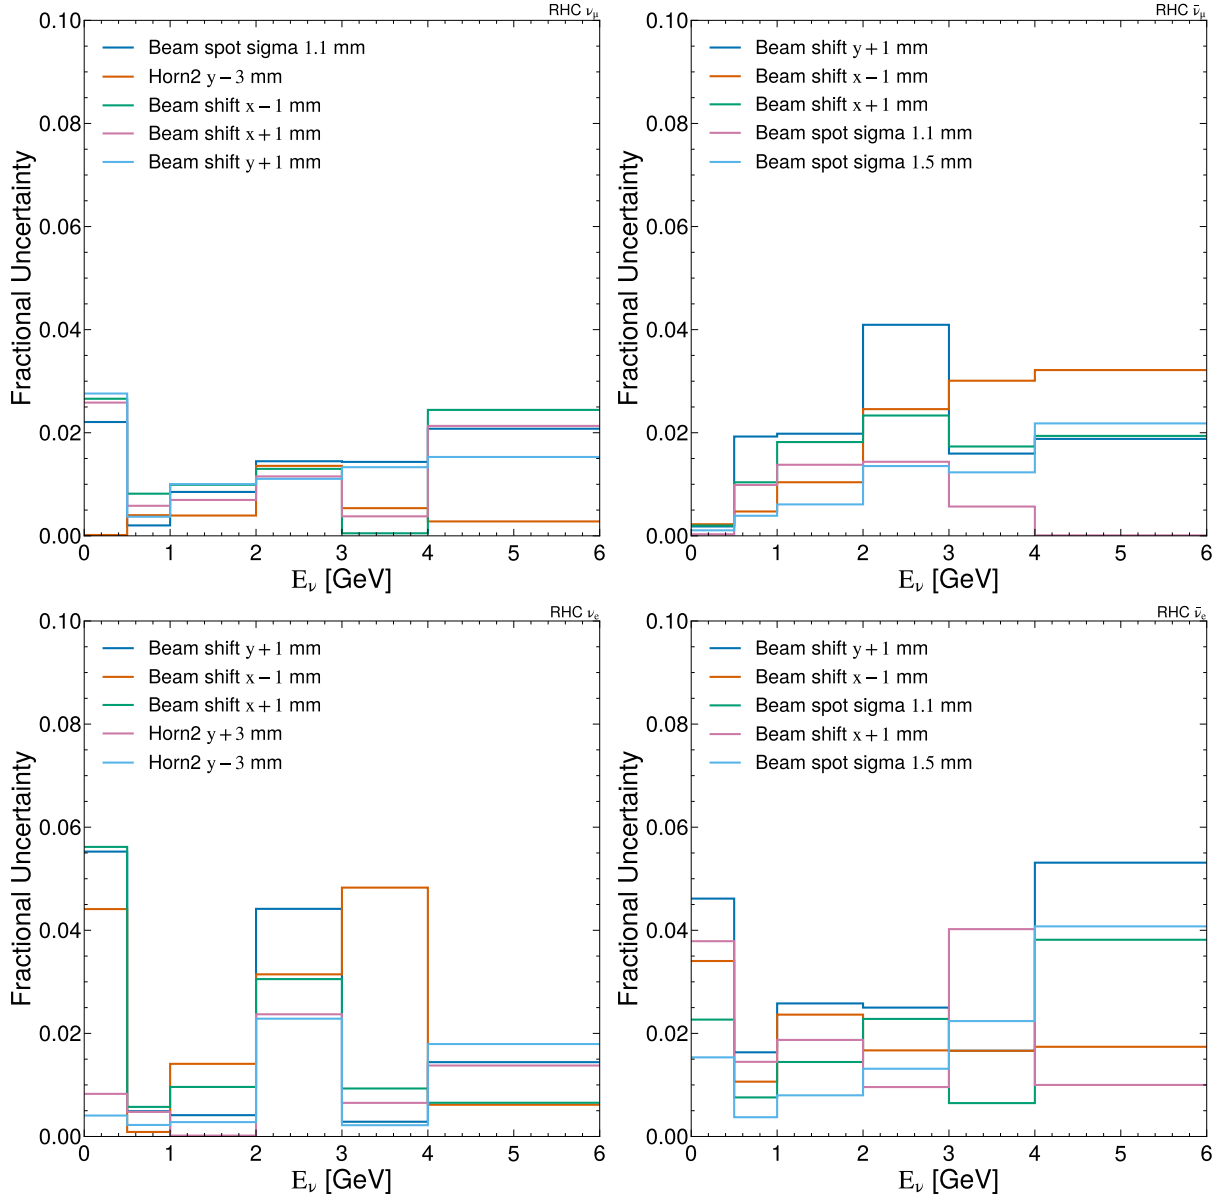 RHC ν_μ
Beam spot sigma 1.1 mm
Horn2 y − 3 mm
Beam shift x − 1 mm
Beam shift x + 1 mm
Beam shift y + 1 mm
Fractional Uncertainty
0.10
0.08
0.06
0.04
0.02
0.00
0 1 2 3 4 5 6
E_ν [GeV]
RHC ν̄_μ
Beam shift y + 1 mm
Beam shift x − 1 mm
Beam shift x + 1 mm
Beam spot sigma 1.1 mm
Beam spot sigma 1.5 mm
Fractional Uncertainty
0.10
0.08
0.06
0.04
0.02
0.00
0 1 2 3 4 5 6
E_ν [GeV]
RHC ν_e
Beam shift y + 1 mm
Beam shift x − 1 mm
Beam shift x + 1 mm
Horn2 y + 3 mm
Horn2 y − 3 mm
Fractional Uncertainty
0.10
0.08
0.06
0.04
0.02
0.00
0 1 2 3 4 5 6
E_ν [GeV]
RHC ν̄_e
Beam shift y + 1 mm
Beam shift x − 1 mm
Beam spot sigma 1.1 mm
Beam shift x + 1 mm
Beam spot sigma 1.5 mm
Fractional Uncertainty
0.10
0.08
0.06
0.04
0.02
0.00
0 1 2 3 4 5 6
E_ν [GeV]